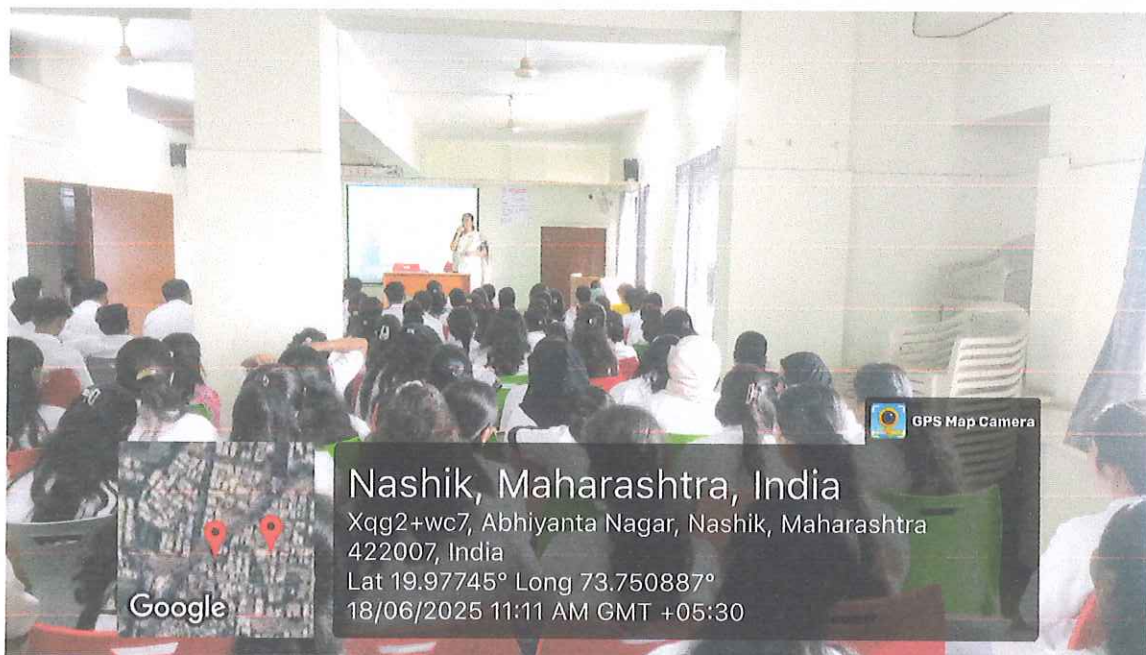 GPS Map Camera
Nashik, Maharashtra, India
Xqg2+wc7, Abhiyanta Nagar, Nashik, Maharashtra
422007, India
Lat 19.97745° Long 73.750887°
18/06/2025 11:11 AM GMT +05:30
Google